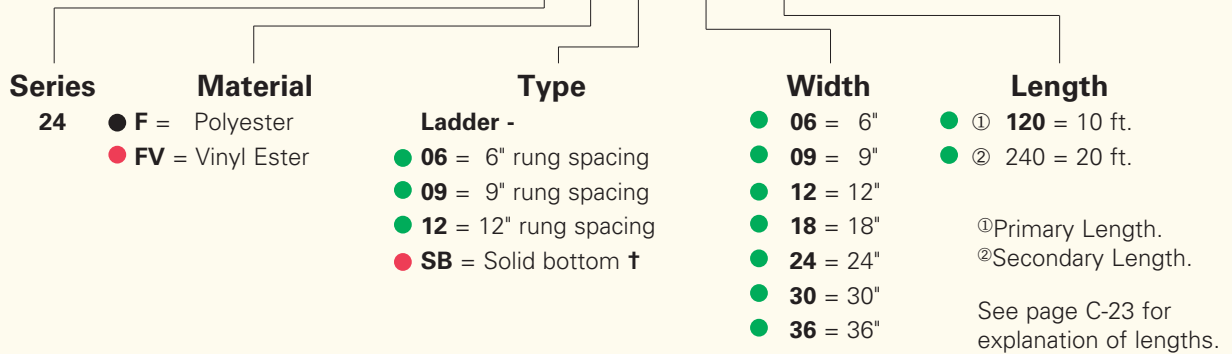 Series
24
Material
F = Polyester
FV = Vinyl Ester
Type
Ladder -
06 = 6" rung spacing
09 = 9" rung spacing
12 = 12" rung spacing
SB = Solid bottom †
Width
06 = 6"
09 = 9"
12 = 12"
18 = 18"
24 = 24"
30 = 30"
36 = 36"
Length
① 120 = 10 ft.
② 240 = 20 ft.
①Primary Length.
②Secondary Length.
See page C-23 for
explanation of lengths.